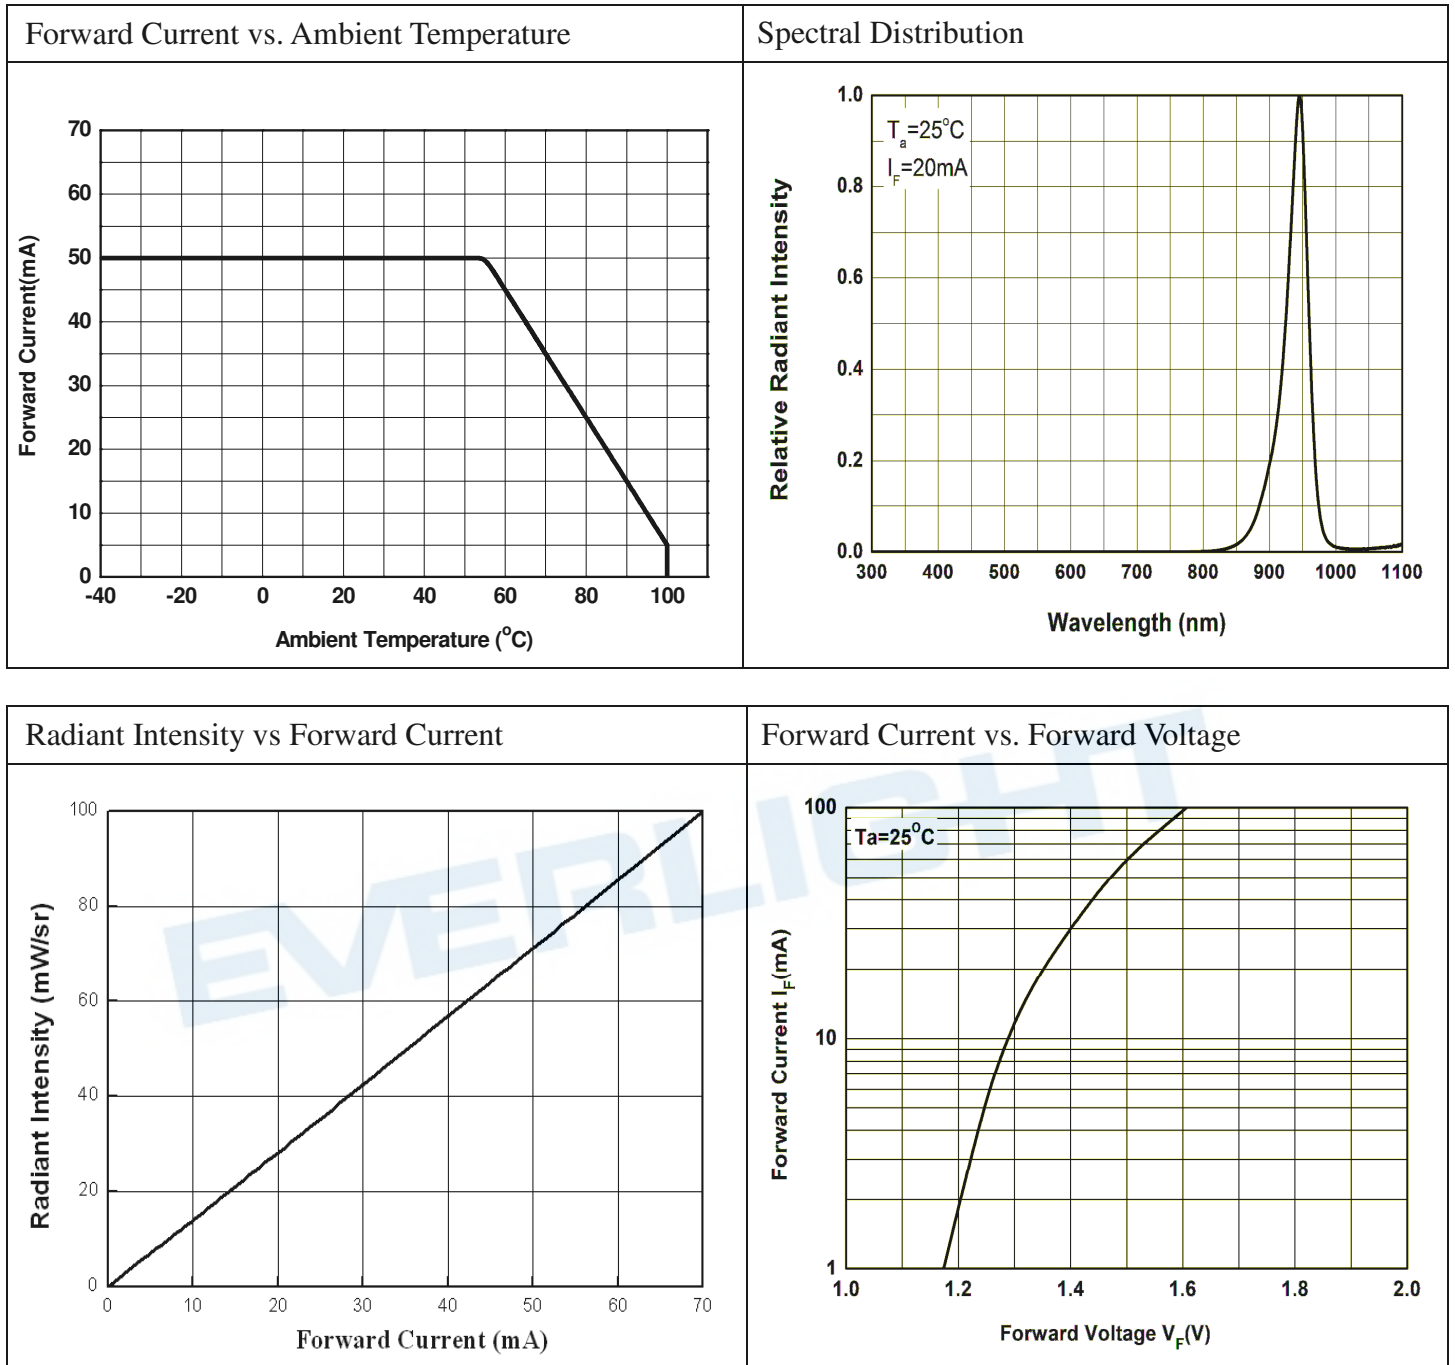 Forward Current vs. Ambient Temperature
70
60
50
40
30
20
10
0
-40 -20 0 20 40 60 80 100
Forward Current(mA)
Ambient Temperature (°C)
Spectral Distribution
Ta=25°C
IF=20mA
1.0
0.8
0.6
0.4
0.2
0.0
300 400 500 600 700 800 900 1000 1100
Relative Radiant Intensity
Wavelength (nm)
Radiant Intensity vs Forward Current
100
80
60
40
20
0
0 10 20 30 40 50 60 70
Radiant Intensity (mW/sr)
Forward Current (mA)
Forward Current vs. Forward Voltage
Ta=25°C
100
10
1
1.0 1.2 1.4 1.6 1.8 2.0
Forward Current IF(mA)
Forward Voltage VF(V)
EVERLIGHT